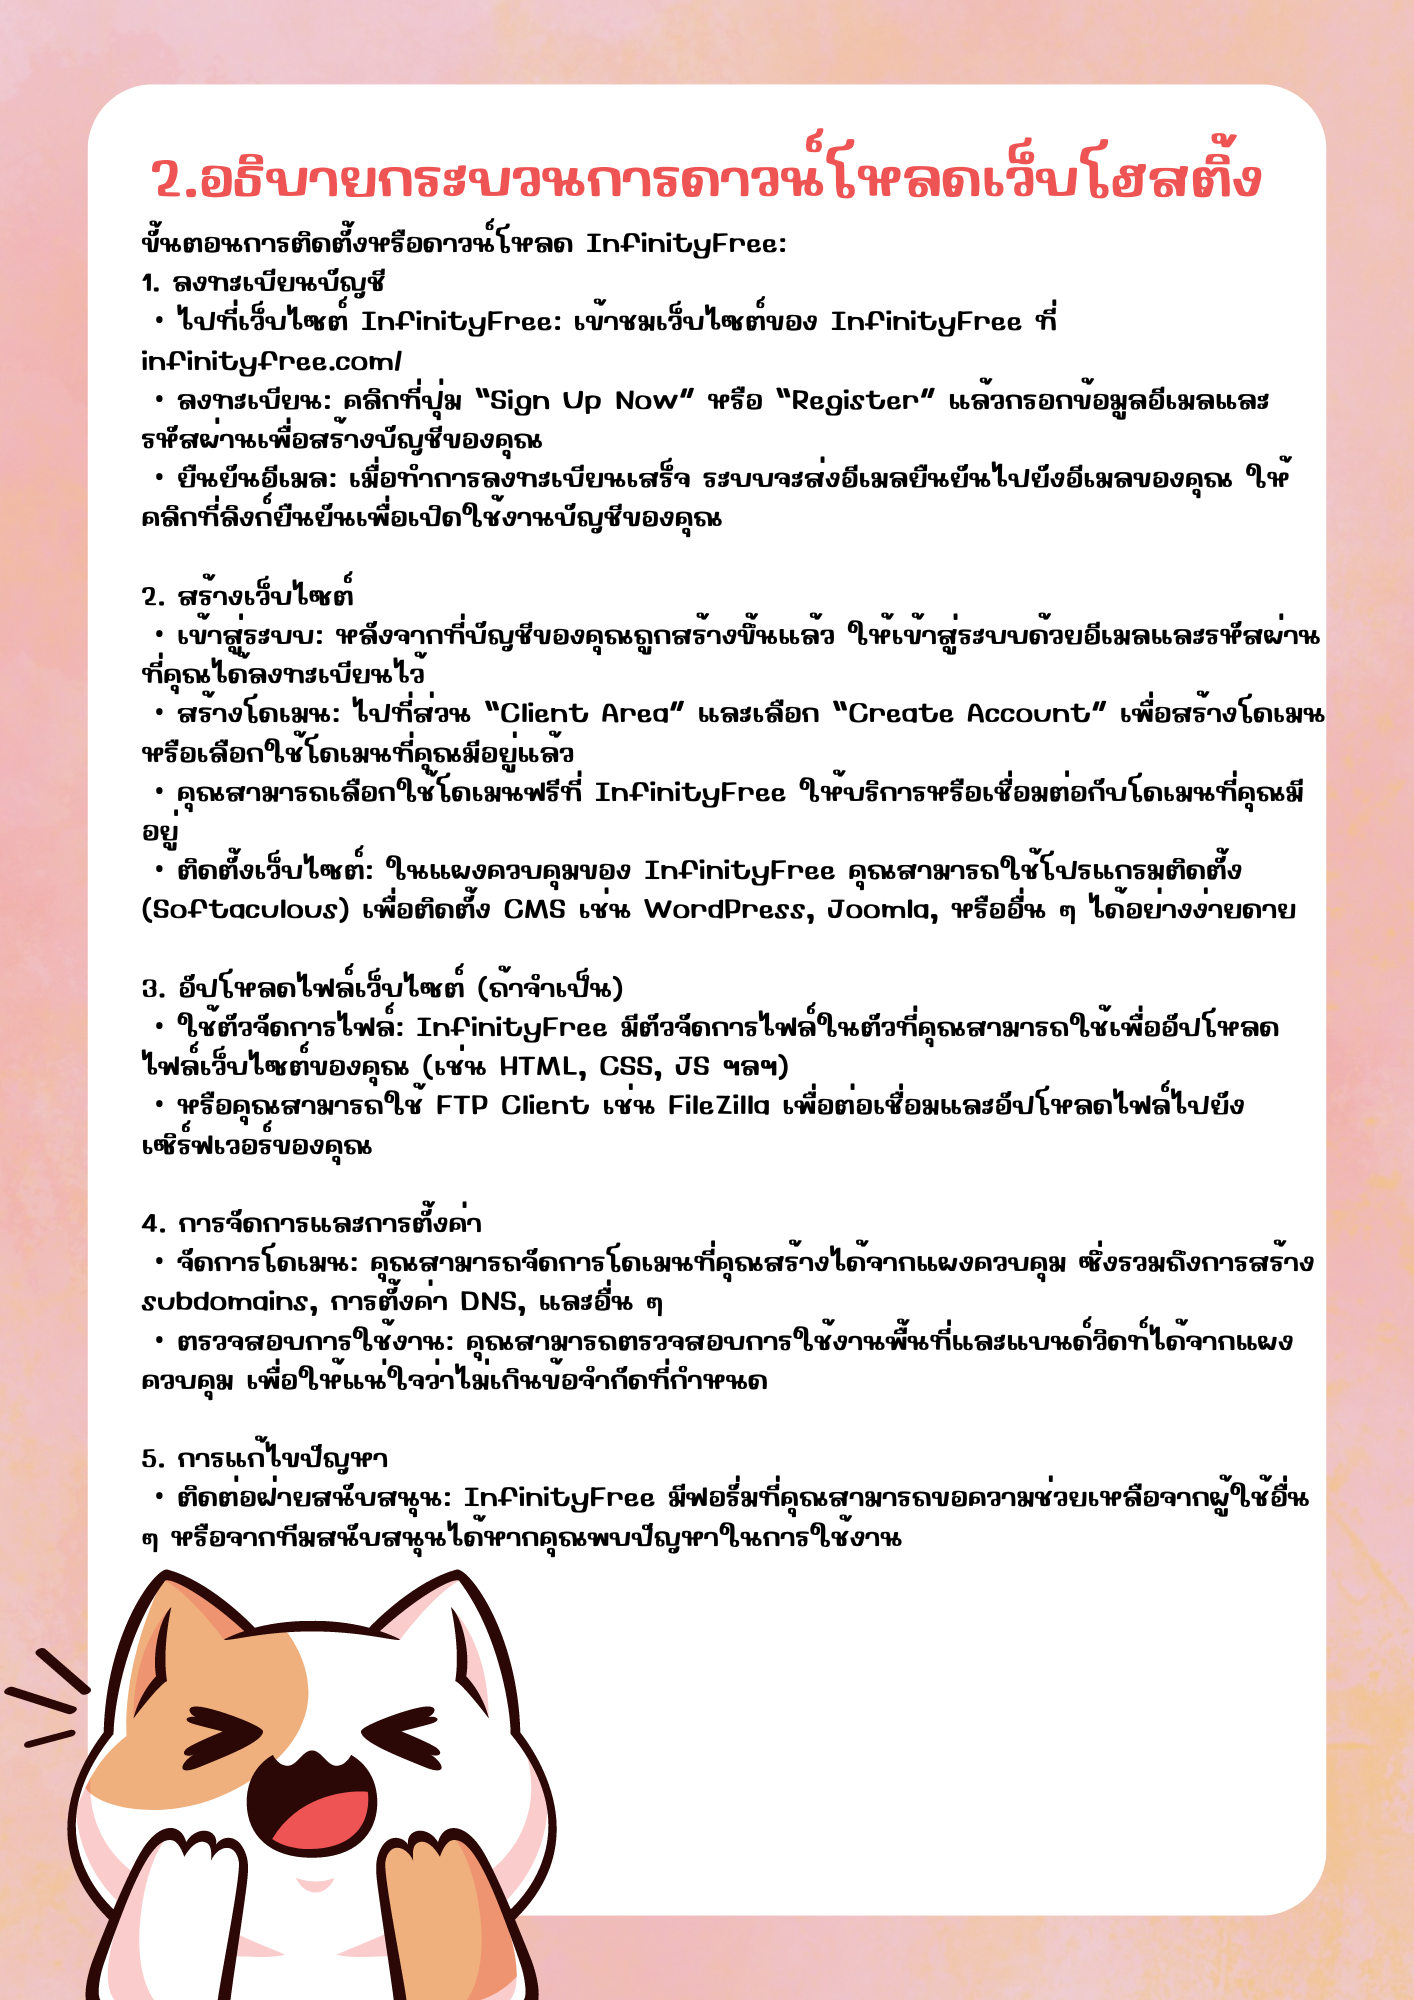 2.อธิบายกระบวนการดาวน์โหลดเว็บโฮสติ้ง
ขั้นตอนการติดตั้งหรือดาวน์โหลด InfinityFree:
1. ลงทะเบียนบัญชี
• ไปที่เว็บไซต์ InfinityFree: เข้าชมเว็บไซต์ของ InfinityFree ที่
infinityfree.com/
• ลงทะเบียน: คลิกที่ปุ่ม “Sign Up Now” หรือ “Register” แล้วกรอกข้อมูลอีเมลและ
รหัสผ่านเพื่อสร้างบัญชีของคุณ
• ยืนยันอีเมล: เมื่อทำการลงทะเบียนเสร็จ ระบบจะส่งอีเมลยืนยันไปยังอีเมลของคุณ ให้
คลิกที่ลิงก์ยืนยันเพื่อเปิดใช้งานบัญชีของคุณ
2. สร้างเว็บไซต์
• เข้าสู่ระบบ: หลังจากที่บัญชีของคุณถูกสร้างขึ้นแล้ว ให้เข้าสู่ระบบด้วยอีเมลและรหัสผ่าน
ที่คุณได้ลงทะเบียนไว้
• สร้างโดเมน: ไปที่ส่วน “Client Area” และเลือก “Create Account” เพื่อสร้างโดเมน
หรือเลือกใช้โดเมนที่คุณมีอยู่แล้ว
• คุณสามารถเลือกใช้โดเมนฟรีที่ InfinityFree ให้บริการหรือเชื่อมต่อกับโดเมนที่คุณมี
อยู่
• ติดตั้งเว็บไซต์: ในแผงควบคุมของ InfinityFree คุณสามารถใช้โปรแกรมติดตั้ง
(Softaculous) เพื่อติดตั้ง CMS เช่น WordPress, Joomla, หรืออื่น ๆ ได้อย่างง่ายดาย
3. อัปโหลดไฟล์เว็บไซต์ (ถ้าจำเป็น)
• ใช้ตัวจัดการไฟล์: InfinityFree มีตัวจัดการไฟล์ในตัวที่คุณสามารถใช้เพื่ออัปโหลด
ไฟล์เว็บไซต์ของคุณ (เช่น HTML, CSS, JS ฯลฯ)
• หรือคุณสามารถใช้ FTP Client เช่น FileZilla เพื่อต่อเชื่อมและอัปโหลดไฟล์ไปยัง
เซิร์ฟเวอร์ของคุณ
4. การจัดการและการตั้งค่า
• จัดการโดเมน: คุณสามารถจัดการโดเมนที่คุณสร้างได้จากแผงควบคุม ซึ่งรวมถึงการสร้าง
subdomains, การตั้งค่า DNS, และอื่น ๆ
• ตรวจสอบการใช้งาน: คุณสามารถตรวจสอบการใช้งานพื้นที่และแบนด์วิดท์ได้จากแผง
ควบคุม เพื่อให้แน่ใจว่าไม่เกินข้อจำกัดที่กำหนด
5. การแก้ไขปัญหา
• ติดต่อฝ่ายสนับสนุน: InfinityFree มีฟอรั่มที่คุณสามารถขอความช่วยเหลือจากผู้ใช้อื่น
ๆ หรือจากทีมสนับสนุนได้หากคุณพบปัญหาในการใช้งาน